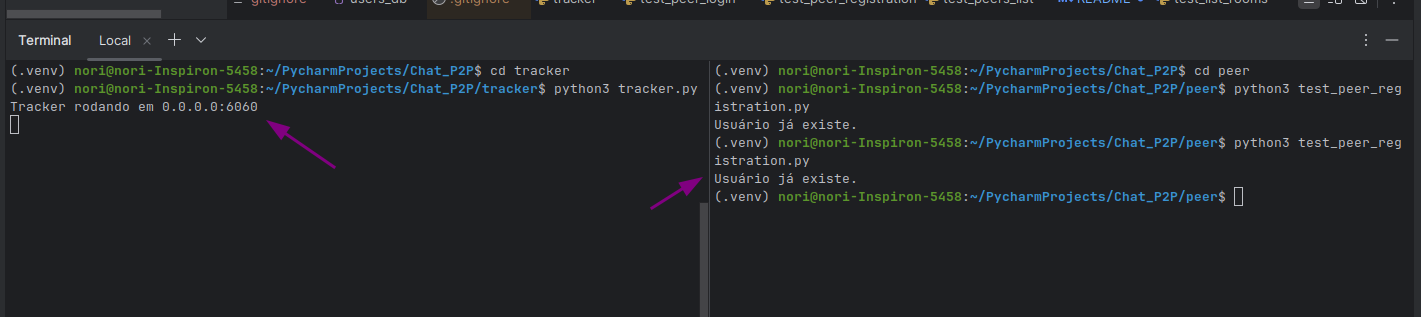 .gitignore
users_db
.gitignore
tracker
test_peer_login
test_peer_registration
test_peers_list
README
test_list_rooms
Terminal
Local
(.venv) nori@nori-Inspiron-5458:~/PycharmProjects/Chat_P2P$ cd tracker
(.venv) nori@nori-Inspiron-5458:~/PycharmProjects/Chat_P2P/tracker$ python3 tracker.py
Tracker rodando em 0.0.0.0:6060
(.venv) nori@nori-Inspiron-5458:~/PycharmProjects/Chat_P2P$ cd peer
(.venv) nori@nori-Inspiron-5458:~/PycharmProjects/Chat_P2P/peer$ python3 test_peer_reg
istration.py
Usuário já existe.
(.venv) nori@nori-Inspiron-5458:~/PycharmProjects/Chat_P2P/peer$ python3 test_peer_reg
istration.py
Usuário já existe.
(.venv) nori@nori-Inspiron-5458:~/PycharmProjects/Chat_P2P/peer$